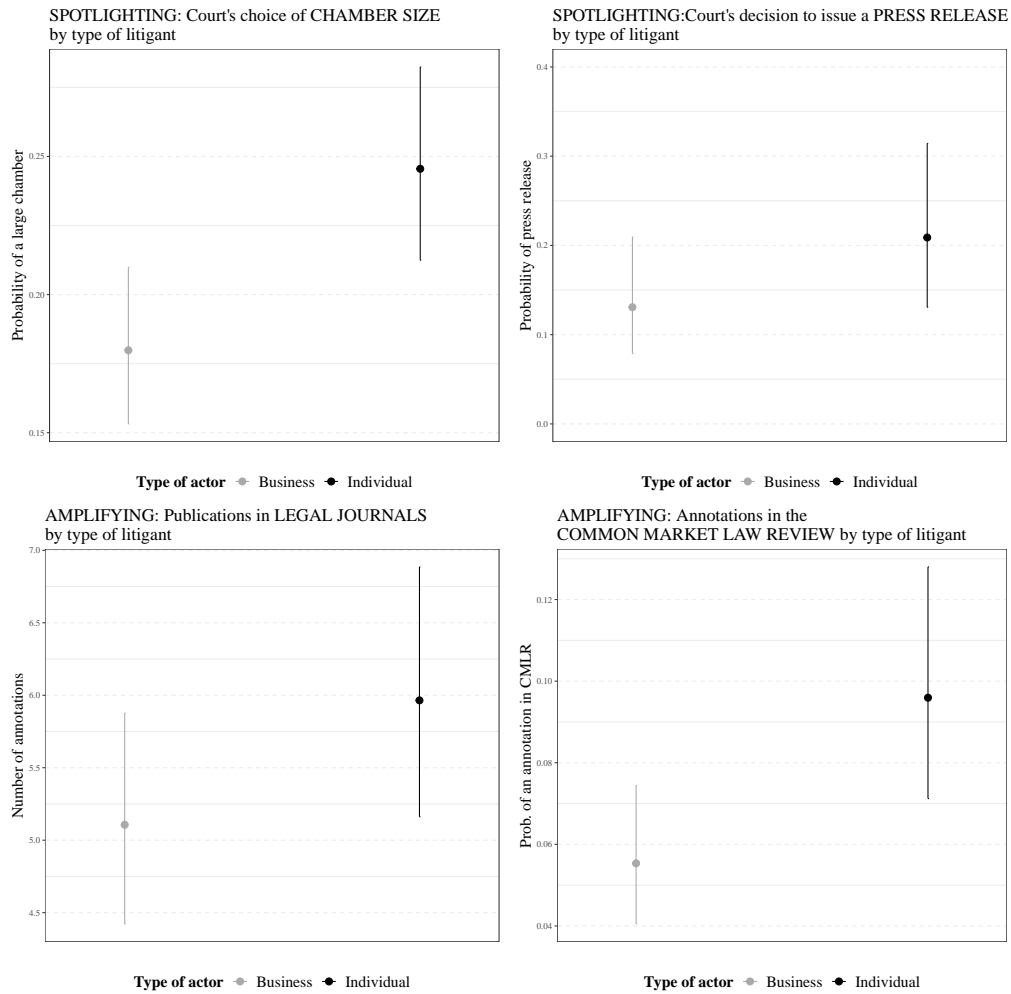 SPOTLIGHTING: Court's choice of CHAMBER SIZE
by type of litigant
Probability of a large chamber
0.25
0.20
0.15
Type of actor Business Individual
SPOTLIGHTING:Court's decision to issue a PRESS RELEASE
by type of litigant
Probability of press release
0.4
0.3
0.2
0.1
0.0
Type of actor Business Individual
AMPLIFYING: Publications in LEGAL JOURNALS
by type of litigant
Number of annotations
7.0
6.5
6.0
5.5
5.0
4.5
Type of actor Business Individual
AMPLIFYING: Annotations in the
COMMON MARKET LAW REVIEW by type of litigant
Prob. of an annotation in CMLR
0.12
0.10
0.08
0.06
0.04
Type of actor Business Individual